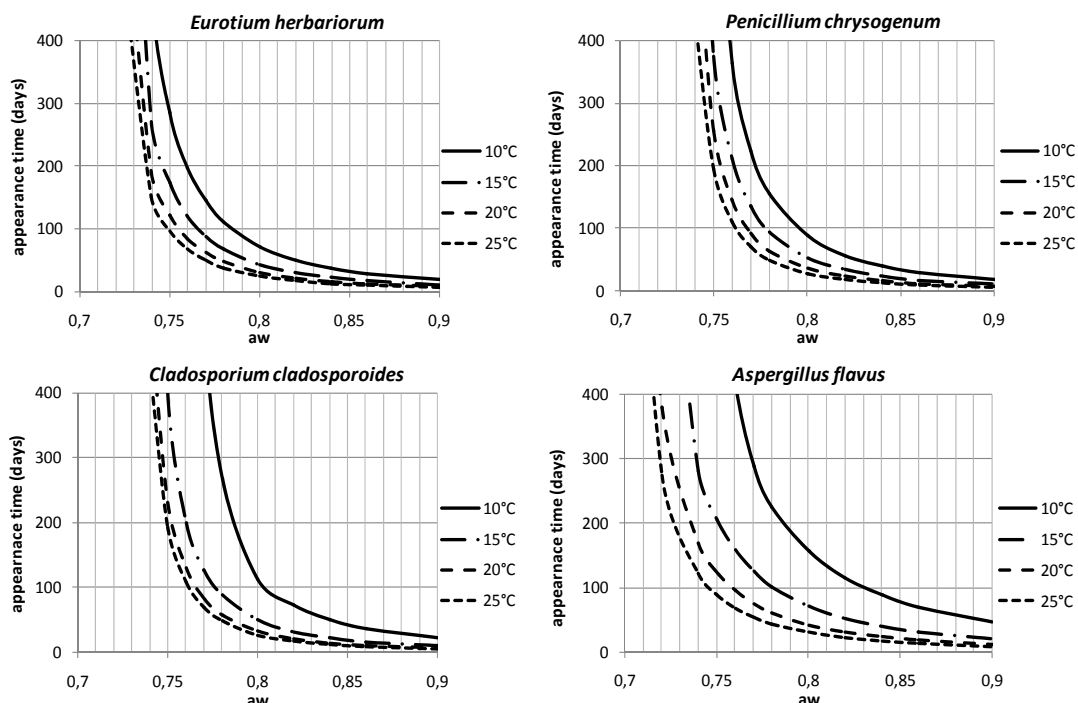 Eurotium herbariorum
400
300
200
100
0
appearance time (days)
0,7
0,75
0,8
0,85
0,9
aw
10°C
15°C
20°C
25°C
Penicillium chrysogenum
400
300
200
100
0
appearance time (days)
0,7
0,75
0,8
0,85
0,9
aw
10°C
15°C
20°C
25°C
Cladosporium cladosporoides
400
300
200
100
0
appearnace time (days)
0,7
0,75
0,8
0,85
0,9
aw
10°C
15°C
20°C
25°C
Aspergillus flavus
400
300
200
100
0
appearnace time (days)
0,7
0,75
0,8
0,85
0,9
aw
10°C
15°C
20°C
25°C